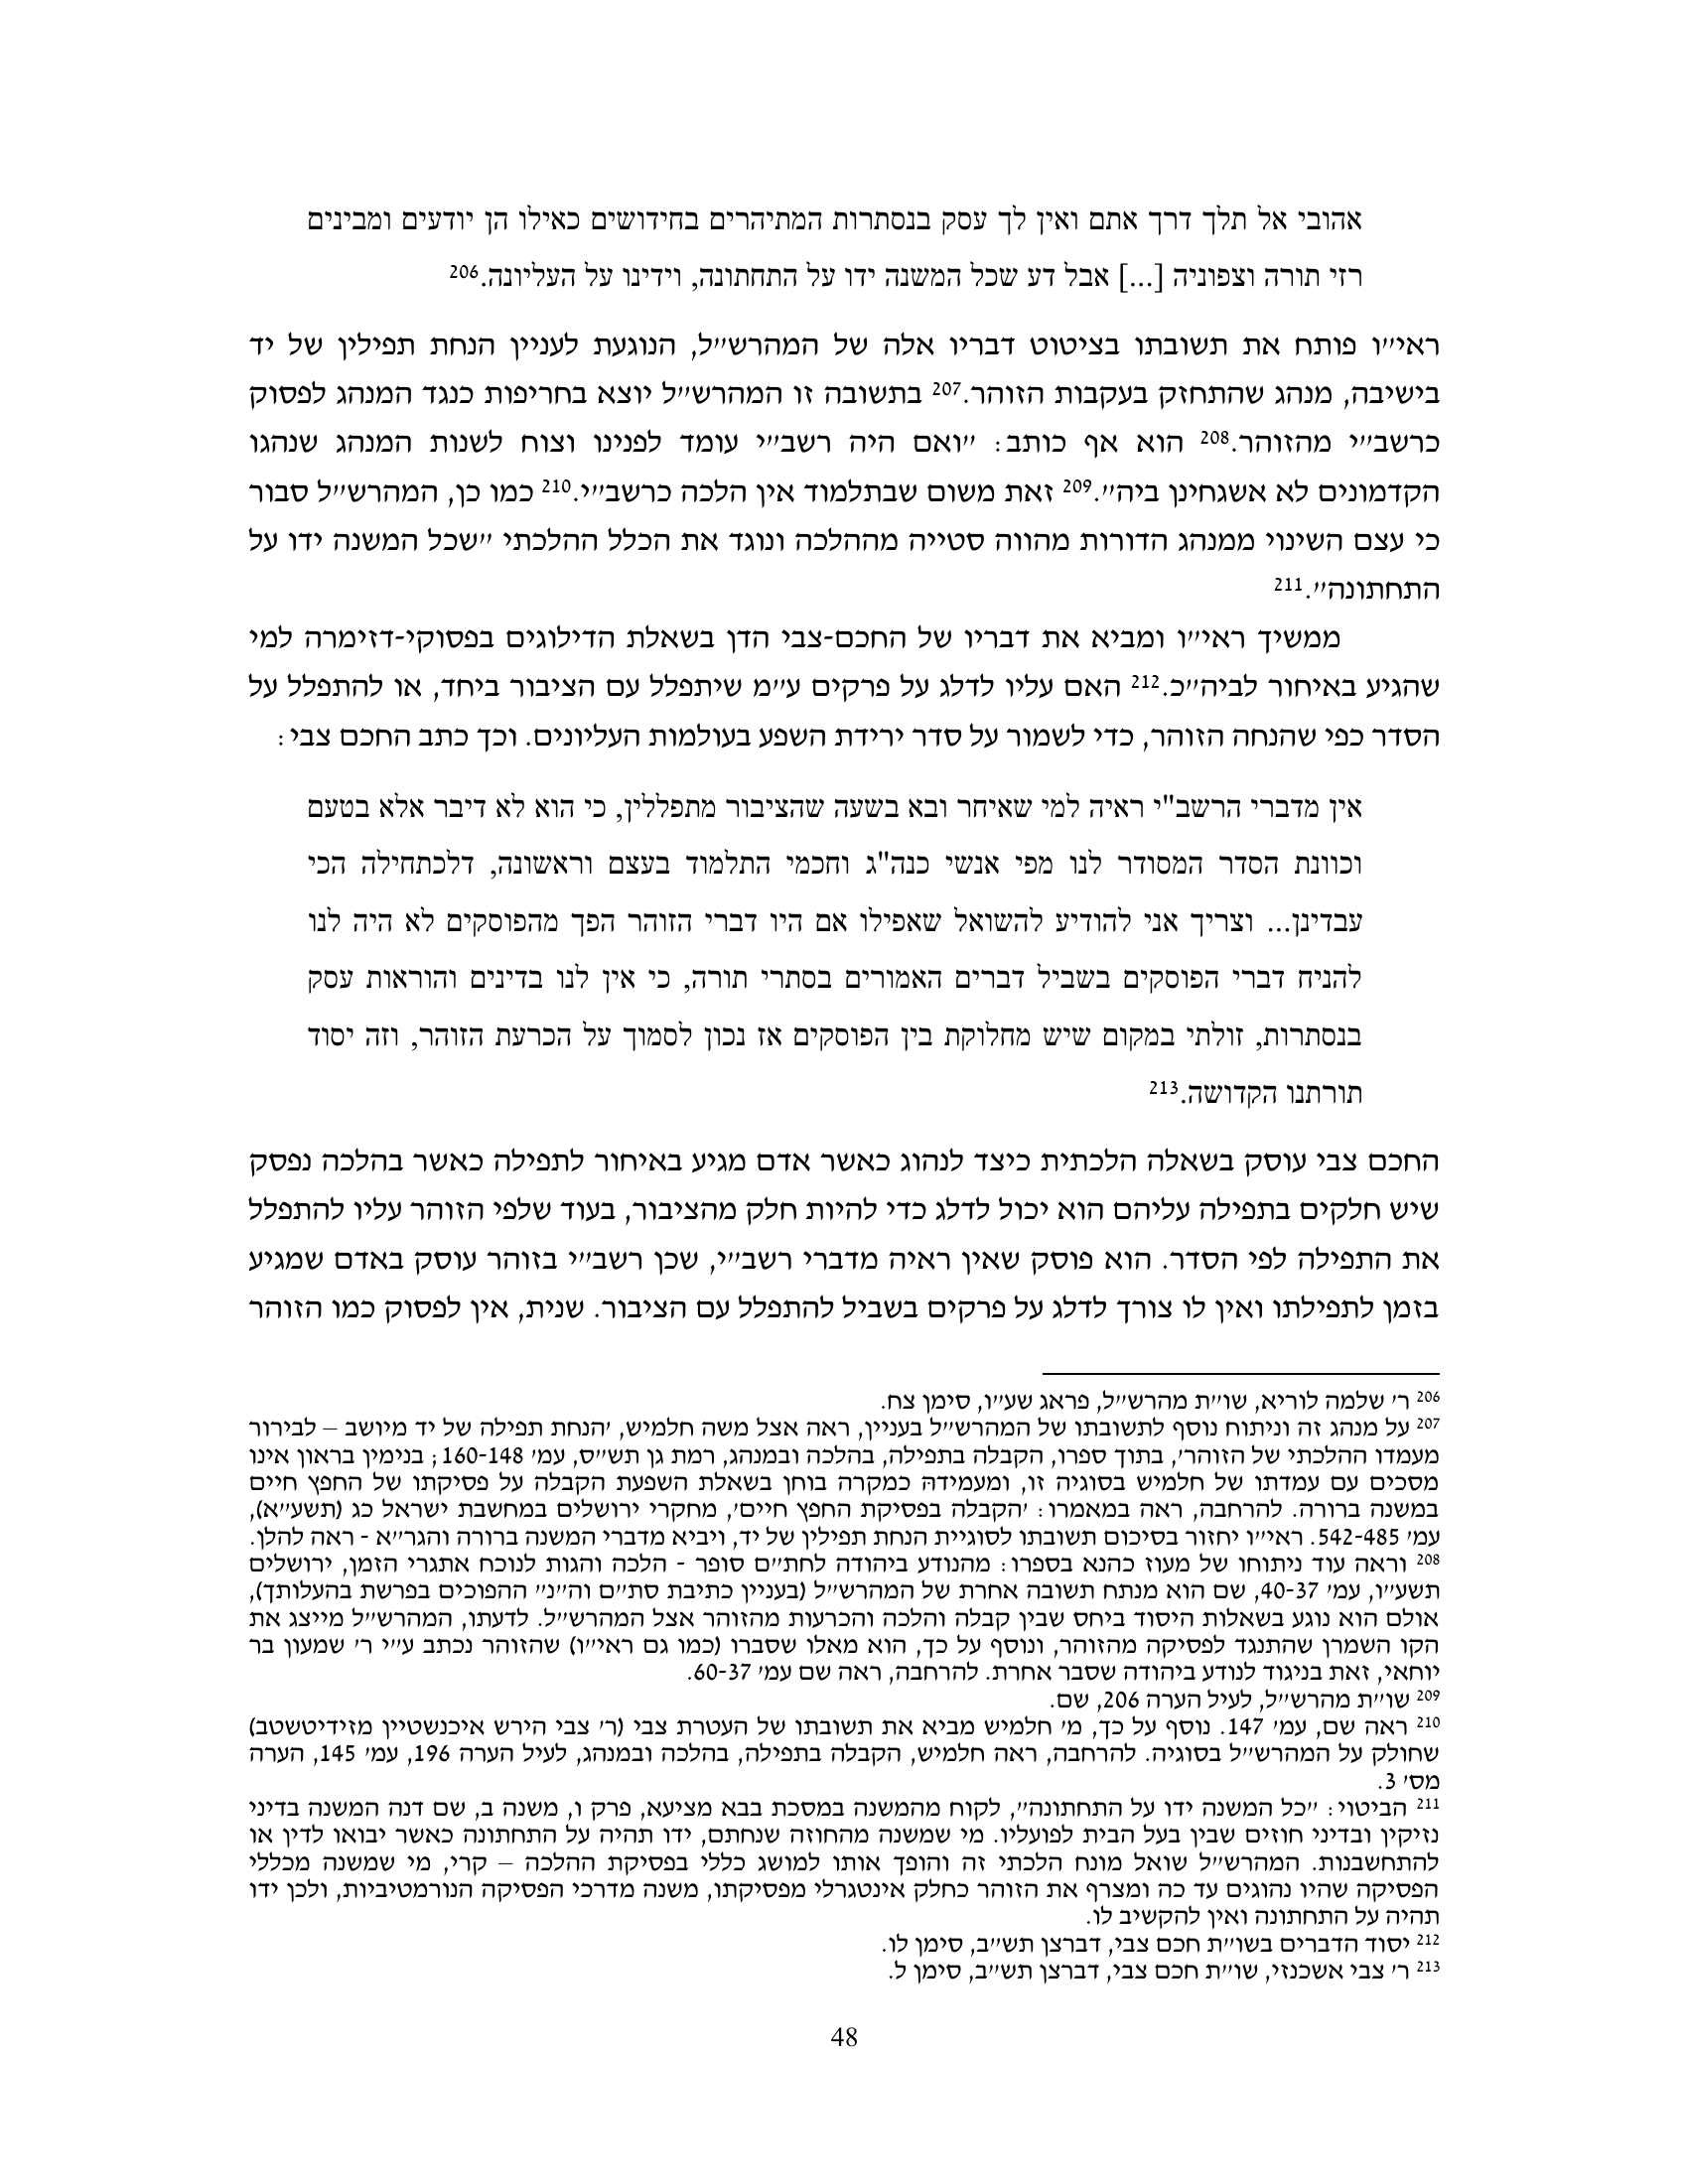 אהובי אל תלך דרך אתם ואין לך עסק בנסתרות המתיהרים בחידושים כאילו הן יודעים ומבינים
רזי תורה וצפוניה [...] אבל דע שכל המשנה ידו על התחתונה, וידינו על העליונה.206
ראי״ו פותח את תשובתו בציטוט דבריו אלה של המהרש״ל, הנוגעת לעניין הנחת תפילין של יד
בישיבה, מנהג שהתחזק בעקבות הזוהר.207 בתשובה זו המהרש״ל יוצא בחריפות כנגד המנהג לפסוק
כרשב״י מהזוהר.208 הוא אף כותב: ״ואם היה רשב״י עומד לפנינו וצוח לשנות המנהג שנהגו
הקדמונים לא אשגחינן ביה״.209 זאת משום שבתלמוד אין הלכה כרשב״י.210 כמו כן, המהרש״ל סבור
כי עצם השינוי ממנהג הדורות מהווה סטייה מההלכה ונוגד את הכלל ההלכתי ״שכל המשנה ידו על
התחתונה״.211
ממשיך ראי״ו ומביא את דבריו של החכם-צבי הדן בשאלת הדילוגים בפסוקי-דזימרה למי
שהגיע באיחור לביה״כ.212 האם עליו לדלג על פרקים ע״מ שיתפלל עם הציבור ביחד, או להתפלל על
הסדר כפי שהנחה הזוהר, כדי לשמור על סדר ירידת השפע בעולמות העליונים. וכך כתב החכם צבי:
אין מדברי הרשב"י ראיה למי שאיחר ובא בשעה שהציבור מתפללין, כי הוא לא דיבר אלא בטעם
וכוונת הסדר המסודר לנו מפי אנשי כנה"ג וחכמי התלמוד בעצם וראשונה, דלכתחילה הכי
עבדינן... וצריך אני להודיע להשואל שאפילו אם היו דברי הזוהר הפך מהפוסקים לא היה לנו
להניח דברי הפוסקים בשביל דברים האמורים בסתרי תורה, כי אין לנו בדינים והוראות עסק
בנסתרות, זולתי במקום שיש מחלוקת בין הפוסקים אז נכון לסמוך על הכרעת הזוהר, וזה יסוד
תורתנו הקדושה.213
החכם צבי עוסק בשאלה הלכתית כיצד לנהוג כאשר אדם מגיע באיחור לתפילה כאשר בהלכה נפסק
שיש חלקים בתפילה עליהם הוא יכול לדלג כדי להיות חלק מהציבור, בעוד שלפי הזוהר עליו להתפלל
את התפילה לפי הסדר. הוא פוסק שאין ראיה מדברי רשב״י, שכן רשב״י בזוהר עוסק באדם שמגיע
בזמן לתפילתו ואין לו צורך לדלג על פרקים בשביל להתפלל עם הציבור. שנית, אין לפסוק כמו הזוהר
206 ר׳ שלמה לוריא, שו״ת מהרש״ל, פראג שע״ו, סימן צח.
207 על מנהג זה וניתוח נוסף לתשובתו של המהרש״ל בעניין, ראה אצל משה חלמיש, ׳הנחת תפילה של יד מיושב – לבירור
מעמדו ההלכתי של הזוהר׳, בתוך ספרו, הקבלה בתפילה, בהלכה ובמנהג, רמת גן תש״ס, עמ׳ 160-148; בנימין בראון אינו
מסכים עם עמדתו של חלמיש בסוגיה זו, ומעמידהּ כמקרה בוחן בשאלת השפעת הקבלה על פסיקתו של החפץ חיים
במשנה ברורה. להרחבה, ראה במאמרו: ׳הקבלה בפסיקת החפץ חיים׳, מחקרי ירושלים במחשבת ישראל כג (תשע״א),
עמ׳ 542-485. ראי״ו יחזור בסיכום תשובתו לסוגיית הנחת תפילין של יד, ויביא מדברי המשנה ברורה והגר״א - ראה להלן.
208 וראה עוד ניתוחו של מעוז כהנא בספרו: מהנודע ביהודה לחת״ם סופר - הלכה והגות לנוכח אתגרי הזמן, ירושלים
תשע״ו, עמ׳ 40-37, שם הוא מנתח תשובה אחרת של המהרש״ל (בעניין כתיבת סת״ם וה״נ״ ההפוכים בפרשת בהעלותך),
אולם הוא נוגע בשאלות היסוד ביחס שבין קבלה והלכה והכרעות מהזוהר אצל המהרש״ל. לדעתו, המהרש״ל מייצג את
הקו השמרן שהתנגד לפסיקה מהזוהר, ונוסף על כך, הוא מאלו שסברו (כמו גם ראי״ו) שהזוהר נכתב ע״י ר׳ שמעון בר
יוחאי, זאת בניגוד לנודע ביהודה שסבר אחרת. להרחבה, ראה שם עמ׳ 60-37.
209 שו״ת מהרש״ל, לעיל הערה 206, שם.
210 ראה שם, עמ׳ 147. נוסף על כך, מ׳ חלמיש מביא את תשובתו של העטרת צבי (ר׳ צבי הירש איכנשטיין מזידיטשטב)
שחולק על המהרש״ל בסוגיה. להרחבה, ראה חלמיש, הקבלה בתפילה, בהלכה ובמנהג, לעיל הערה 196, עמ׳ 145, הערה
מס׳ 3.
211 הביטוי: ״כל המשנה ידו על התחתונה״, לקוח מהמשנה במסכת בבא מציעא, פרק ו, משנה ב, שם דנה המשנה בדיני
נזיקין ובדיני חוזים שבין בעל הבית לפועליו. מי שמשנה מהחוזה שנחתם, ידו תהיה על התחתונה כאשר יבואו לדין או
להתחשבנות. המהרש״ל שואל מונח הלכתי זה והופך אותו למושג כללי בפסיקת ההלכה – קרי, מי שמשנה מכללי
הפסיקה שהיו נהוגים עד כה ומצרף את הזוהר כחלק אינטגרלי מפסיקתו, משנה מדרכי הפסיקה הנורמטיביות, ולכן ידו
תהיה על התחתונה ואין להקשיב לו.
212 יסוד הדברים בשו״ת חכם צבי, דברצן תש״ב, סימן לו.
213 ר׳ צבי אשכנזי, שו״ת חכם צבי, דברצן תש״ב, סימן ל.
48